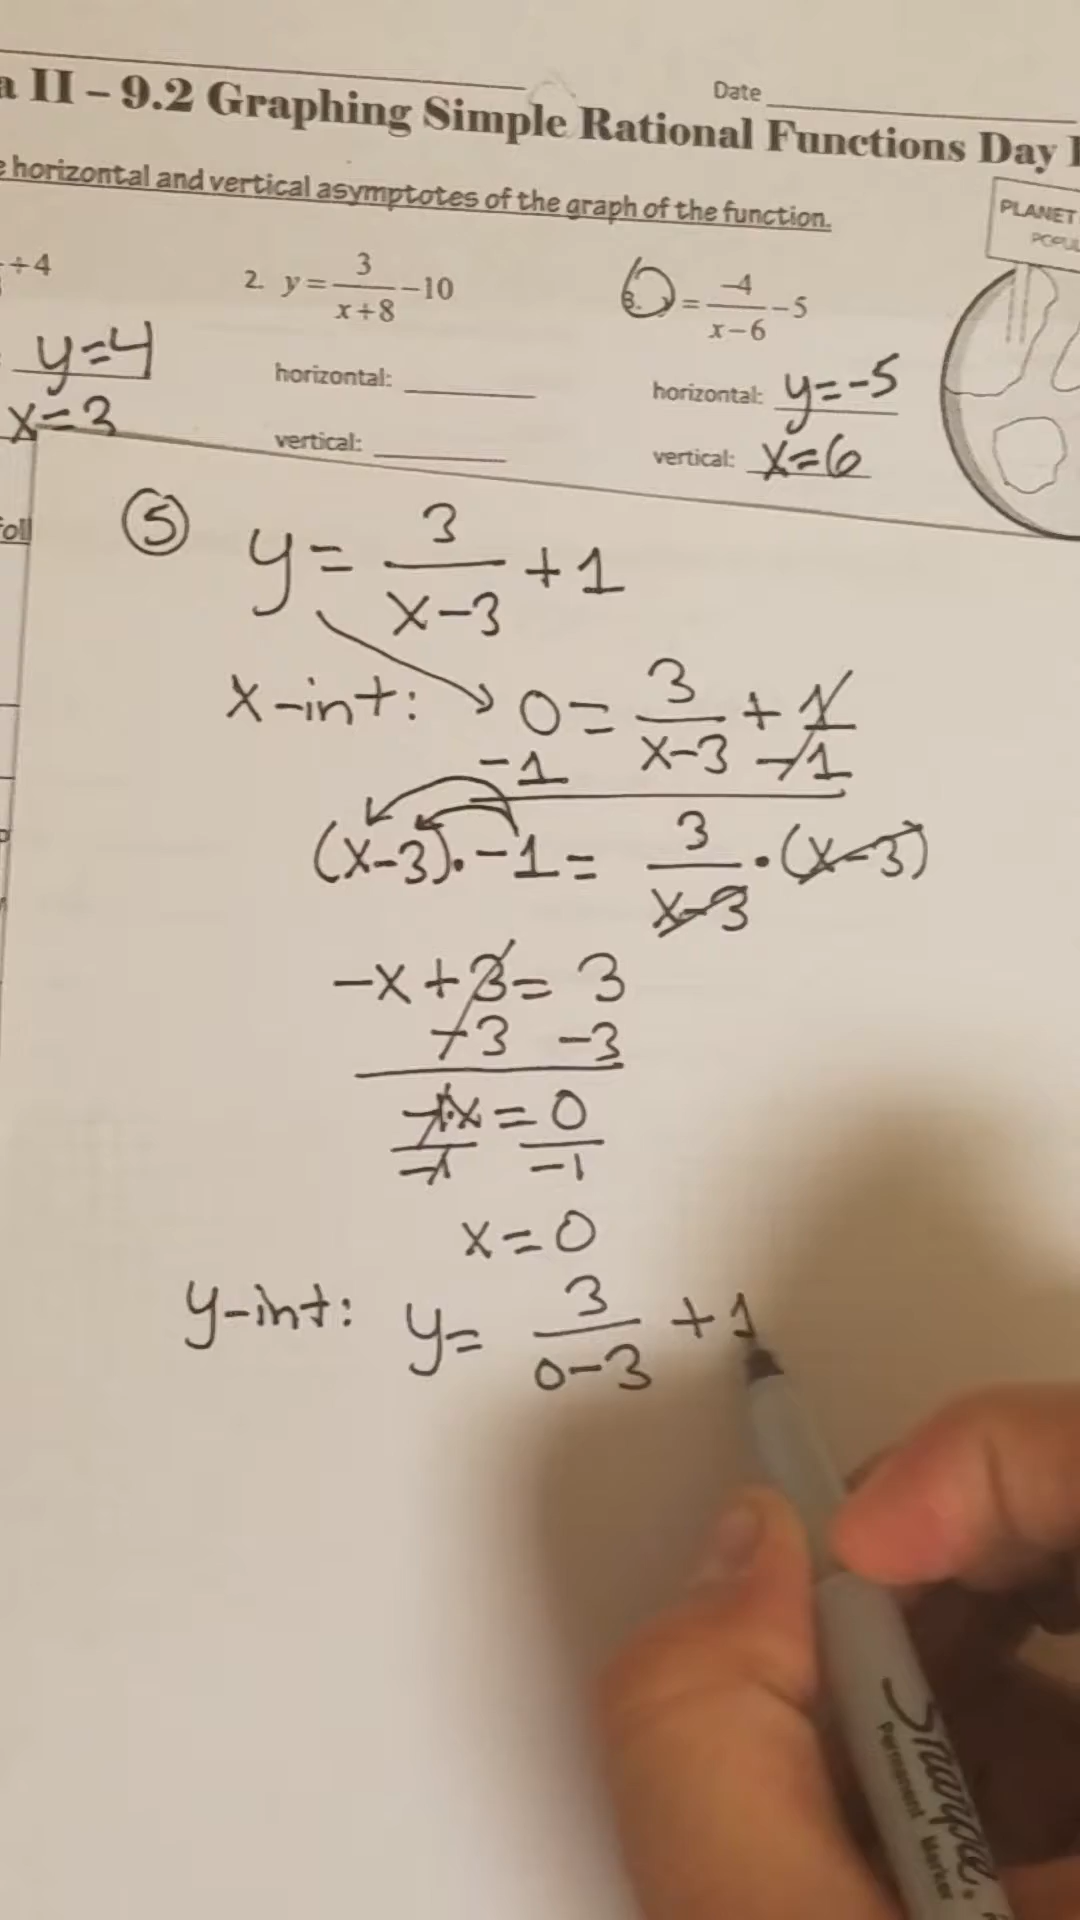 Date
a II – 9.2 Graphing Simple Rational Functions Day
horizontal and vertical asymptotes of the graph of the function.
PLANET
÷4
2. y = 3/(x+8) −10
3. = −4/(x−6) −5
y=4
horizontal:
horizontal: y=-5
x=3
vertical:
vertical: x=6
⑤ y = 3/(x-3) + 1
x-int: 0 = 3/(x-3) + 1
-1 -1
(x-3)·-1 = 3/(x-3) · (x-3)
-x + 3 = 3
-3 -3
-1·x = 0
-1 -1
x = 0
y-int: y = 3/(0-3) + 1
Sharpie
Permanent Marker